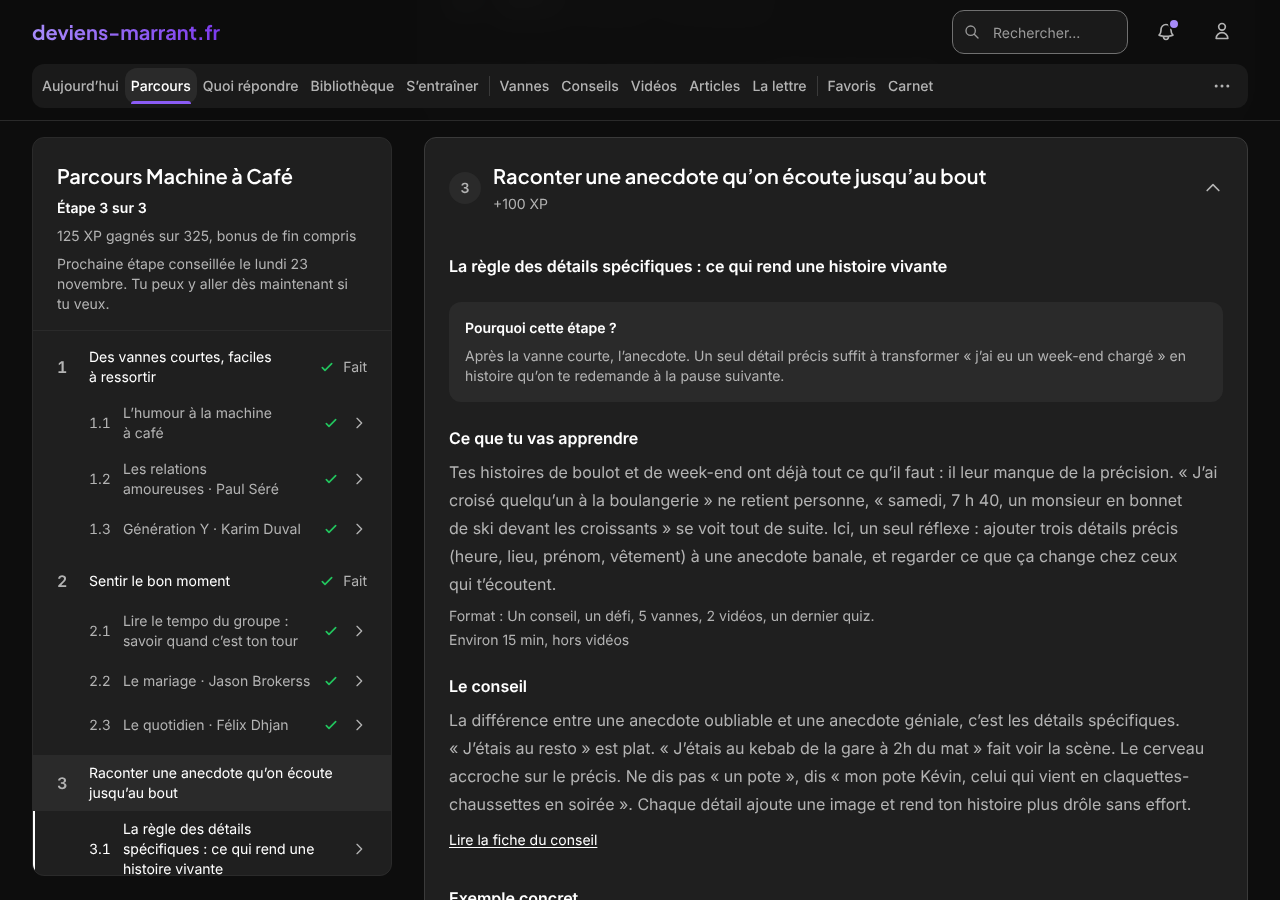 deviens-marrant.fr
Rechercher...
Aujourd’hui Parcours Quoi répondre Bibliothèque S’entraîner Vannes Conseils Vidéos Articles La lettre Favoris Carnet
Parcours Machine à Café
Étape 3 sur 3
125 XP gagnés sur 325, bonus de fin compris
Prochaine étape conseillée le lundi 23
novembre. Tu peux y aller dès maintenant si
tu veux.
1 Des vannes courtes, faciles
à ressortir
Fait
1.1 L’humour à la machine
à café
1.2 Les relations
amoureuses · Paul Séré
1.3 Génération Y · Karim Duval
2 Sentir le bon moment Fait
2.1 Lire le tempo du groupe :
savoir quand c’est ton tour
2.2 Le mariage · Jason Brokerss
2.3 Le quotidien · Félix Dhjan
3 Raconter une anecdote qu’on écoute
jusqu’au bout
3.1 La règle des détails
spécifiques : ce qui rend une
histoire vivante
3 Raconter une anecdote qu’on écoute jusqu’au bout
+100 XP
La règle des détails spécifiques : ce qui rend une histoire vivante
Pourquoi cette étape ?
Après la vanne courte, l’anecdote. Un seul détail précis suffit à transformer « j’ai eu un week-end chargé » en
histoire qu’on te redemande à la pause suivante.
Ce que tu vas apprendre
Tes histoires de boulot et de week-end ont déjà tout ce qu’il faut : il leur manque de la précision. « J’ai
croisé quelqu’un à la boulangerie » ne retient personne, « samedi, 7 h 40, un monsieur en bonnet
de ski devant les croissants » se voit tout de suite. Ici, un seul réflexe : ajouter trois détails précis
(heure, lieu, prénom, vêtement) à une anecdote banale, et regarder ce que ça change chez ceux
qui t’écoutent.
Format : Un conseil, un défi, 5 vannes, 2 vidéos, un dernier quiz.
Environ 15 min, hors vidéos
Le conseil
La différence entre une anecdote oubliable et une anecdote géniale, c’est les détails spécifiques.
« J’étais au resto » est plat. « J’étais au kebab de la gare à 2h du mat » fait voir la scène. Le cerveau
accroche sur le précis. Ne dis pas « un pote », dis « mon pote Kévin, celui qui vient en claquettes-
chaussettes en soirée ». Chaque détail ajoute une image et rend ton histoire plus drôle sans effort.
Lire la fiche du conseil
Exemple concret